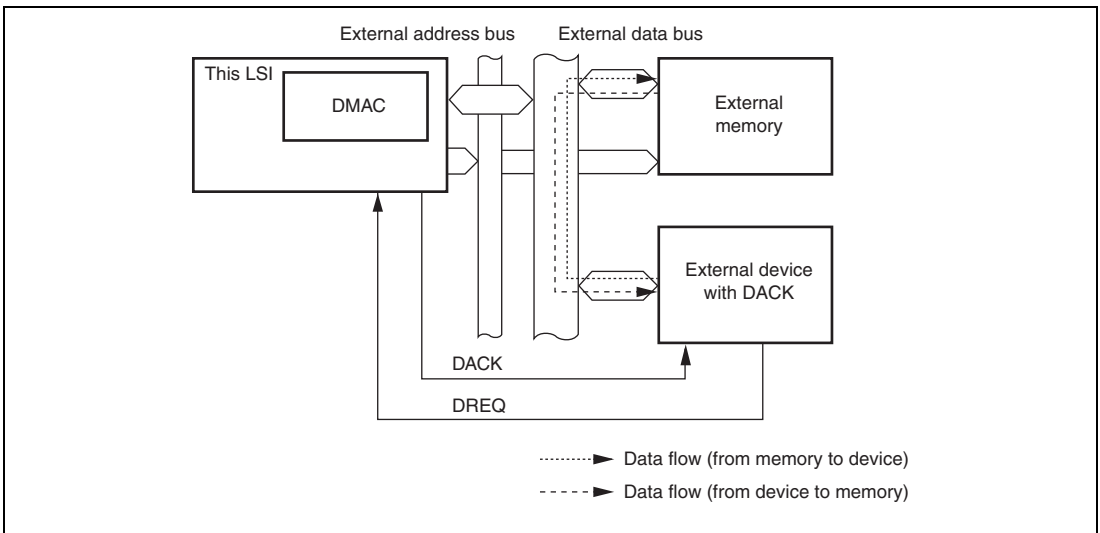 External address bus
External data bus
This LSI
DMAC
External
memory
External device
with DACK
DACK
DREQ
Data flow (from memory to device)
Data flow (from device to memory)